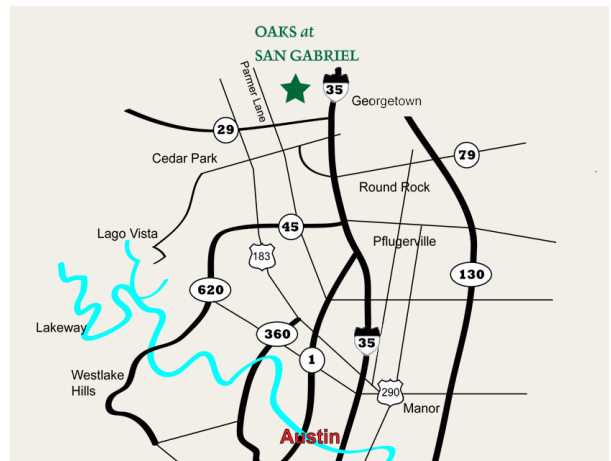 OAKS at
SAN GABRIEL
Parmer Lane
35
Georgetown
29
79
Cedar Park
Round Rock
45
Lago Vista
Pflugerville
183
130
620
Lakeway
360
35
1
Westlake
Hills
290
Manor
Austin